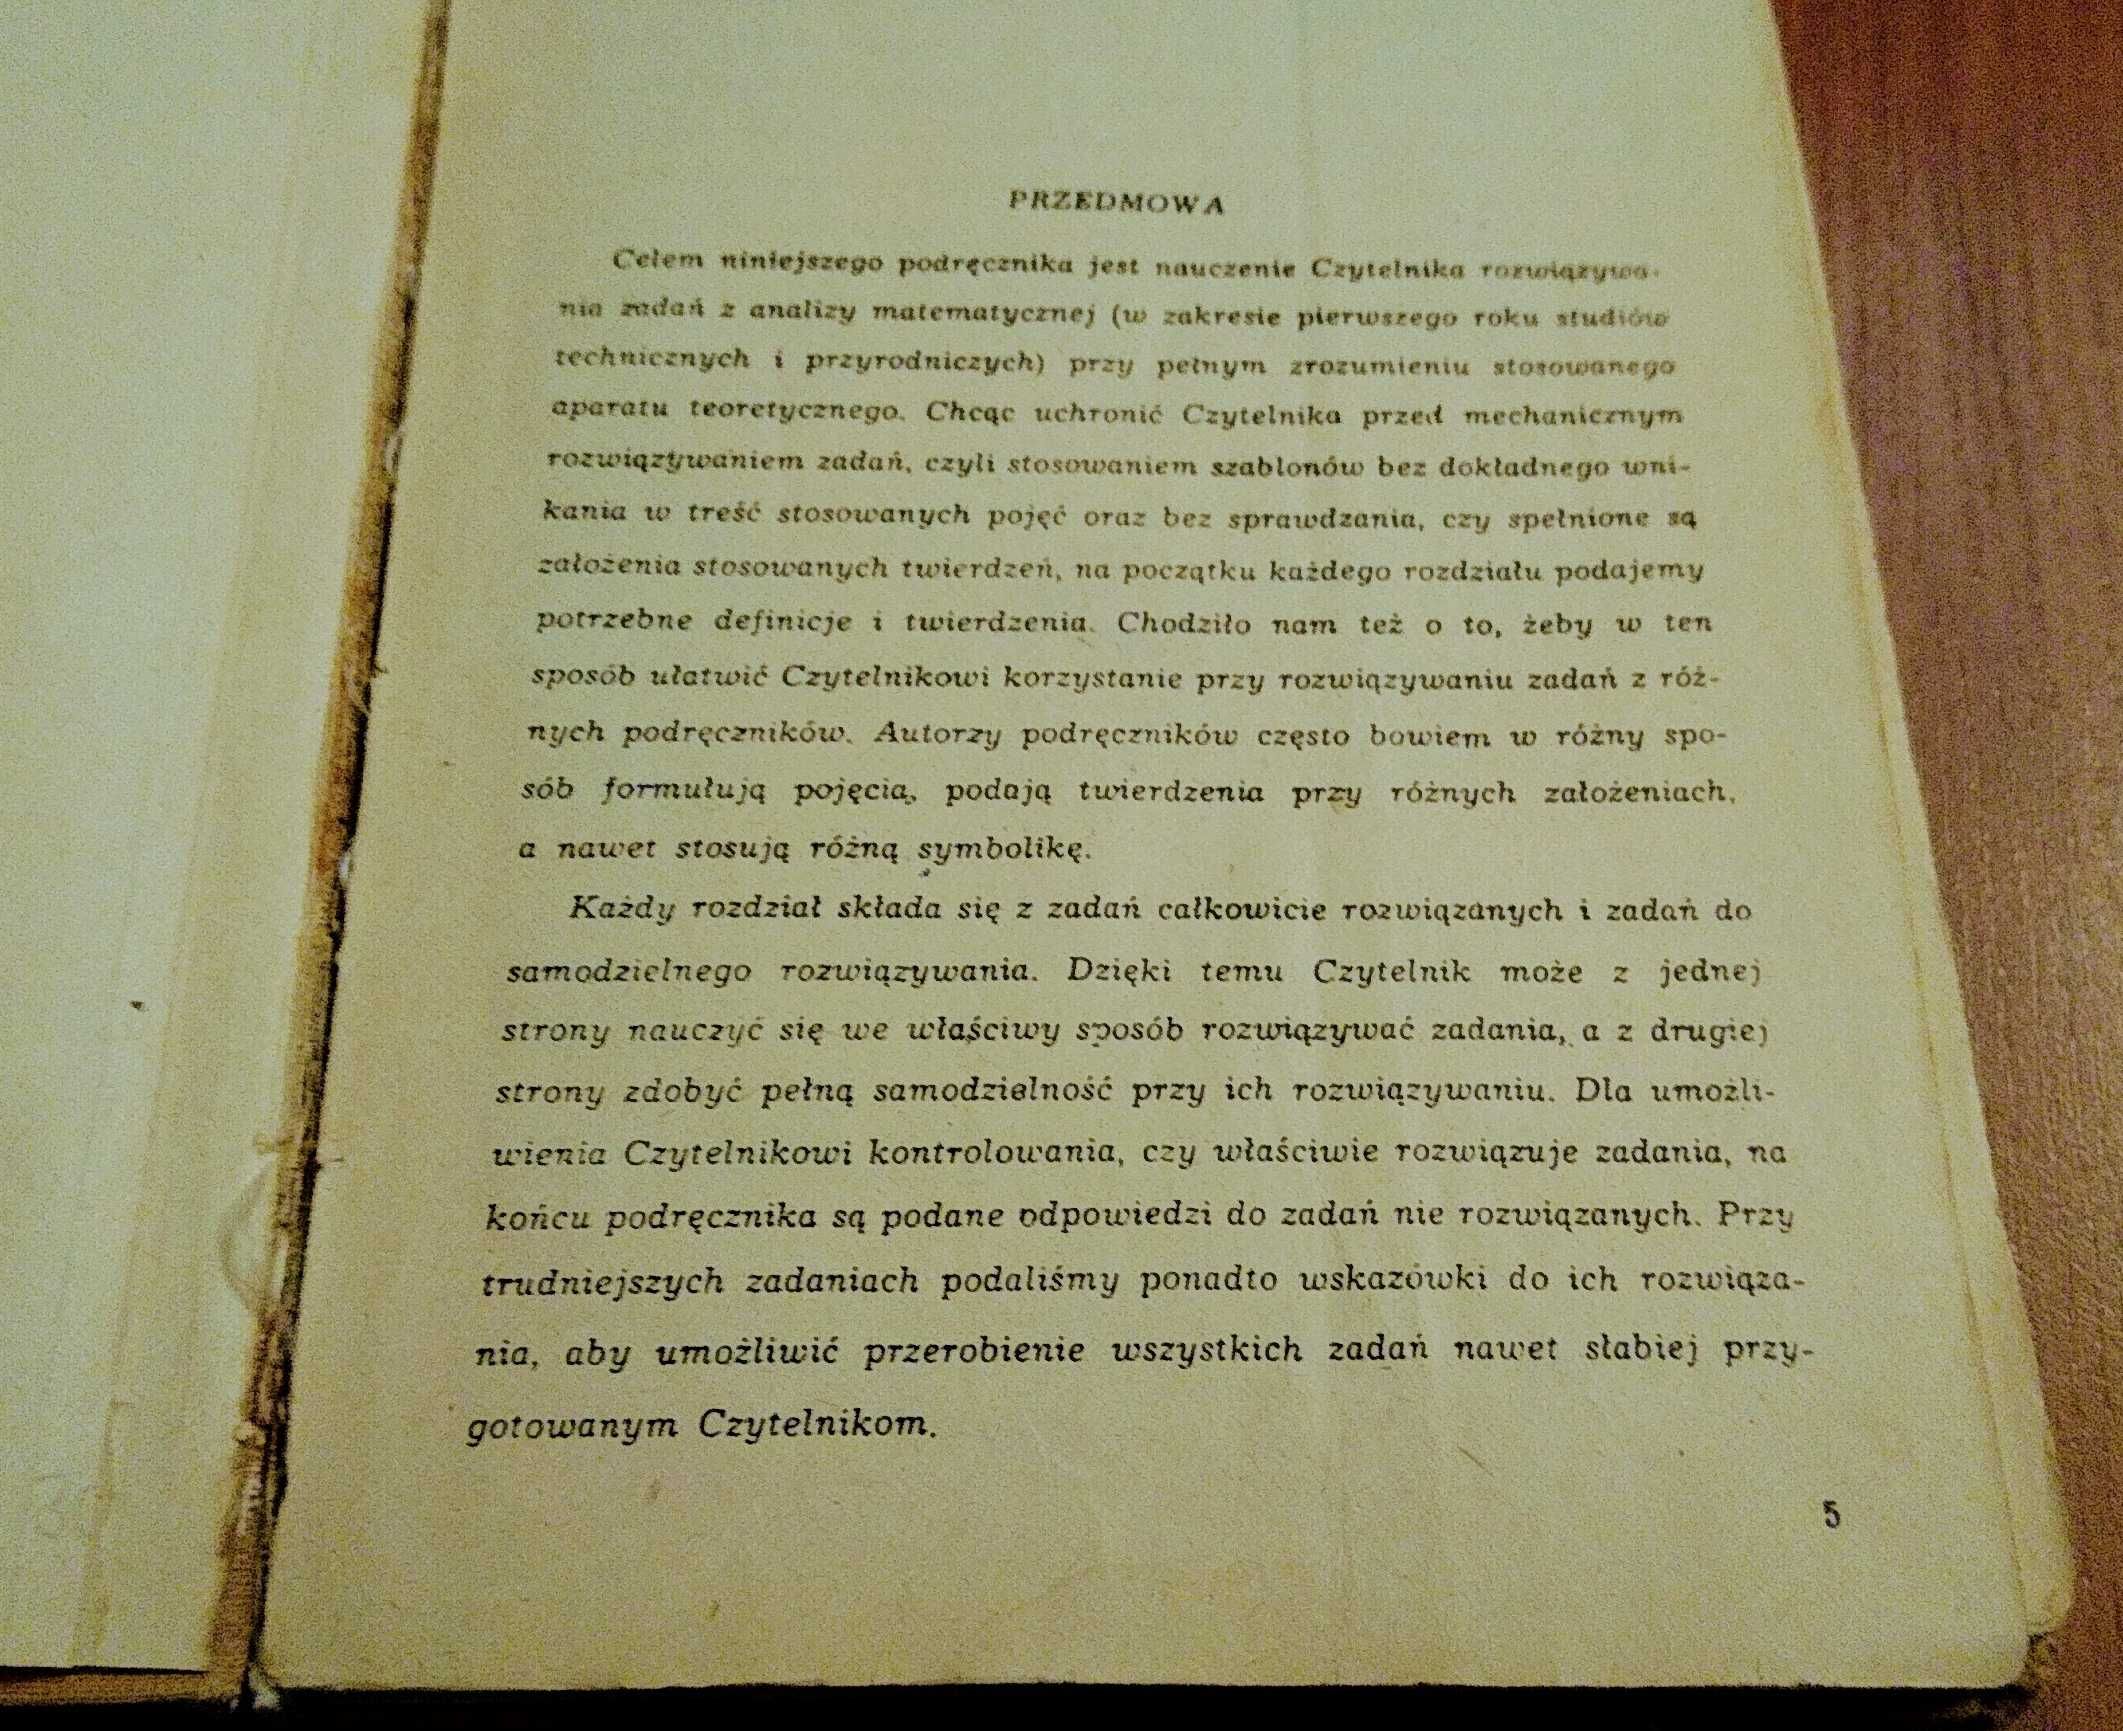 PRZEDMOWA
Celem niniejszego podręcznika jest nauczenie Czytelnika rozwiązywa-
nia zadań z analizy matematycznej (w zakresie pierwszego roku studiów
technicznych i przyrodniczych) przy pełnym zrozumieniu stosowanego
aparatu teoretycznego. Chcąc uchronić Czytelnika przed mechanicznym
rozwiązywaniem zadań, czyli stosowaniem szablonów bez dokładnego wni-
kania w treść stosowanych pojęć oraz bez sprawdzania, czy spełnione są
założenia stosowanych twierdzeń, na początku każdego rozdziału podajemy
potrzebne definicje i twierdzenia. Chodziło nam też o to, żeby w ten
sposób ułatwić Czytelnikowi korzystanie przy rozwiązywaniu zadań z róż-
nych podręczników. Autorzy podręczników często bowiem w różny spo-
sób formułują pojęcia, podają twierdzenia przy różnych założeniach,
a nawet stosują różną symbolikę.
Każdy rozdział składa się z zadań całkowicie rozwiązanych i zadań do
samodzielnego rozwiązywania. Dzięki temu Czytelnik może z jednej
strony nauczyć się we właściwy sposób rozwiązywać zadania, a z drugiej
strony zdobyć pełną samodzielność przy ich rozwiązywaniu. Dla umożli-
wienia Czytelnikowi kontrolowania, czy właściwie rozwiązuje zadania, na
końcu podręcznika są podane odpowiedzi do zadań nie rozwiązanych. Przy
trudniejszych zadaniach podaliśmy ponadto wskazówki do ich rozwiąza-
nia, aby umożliwić przerobienie wszystkich zadań nawet słabiej przy-
gotowanym Czytelnikom.
5